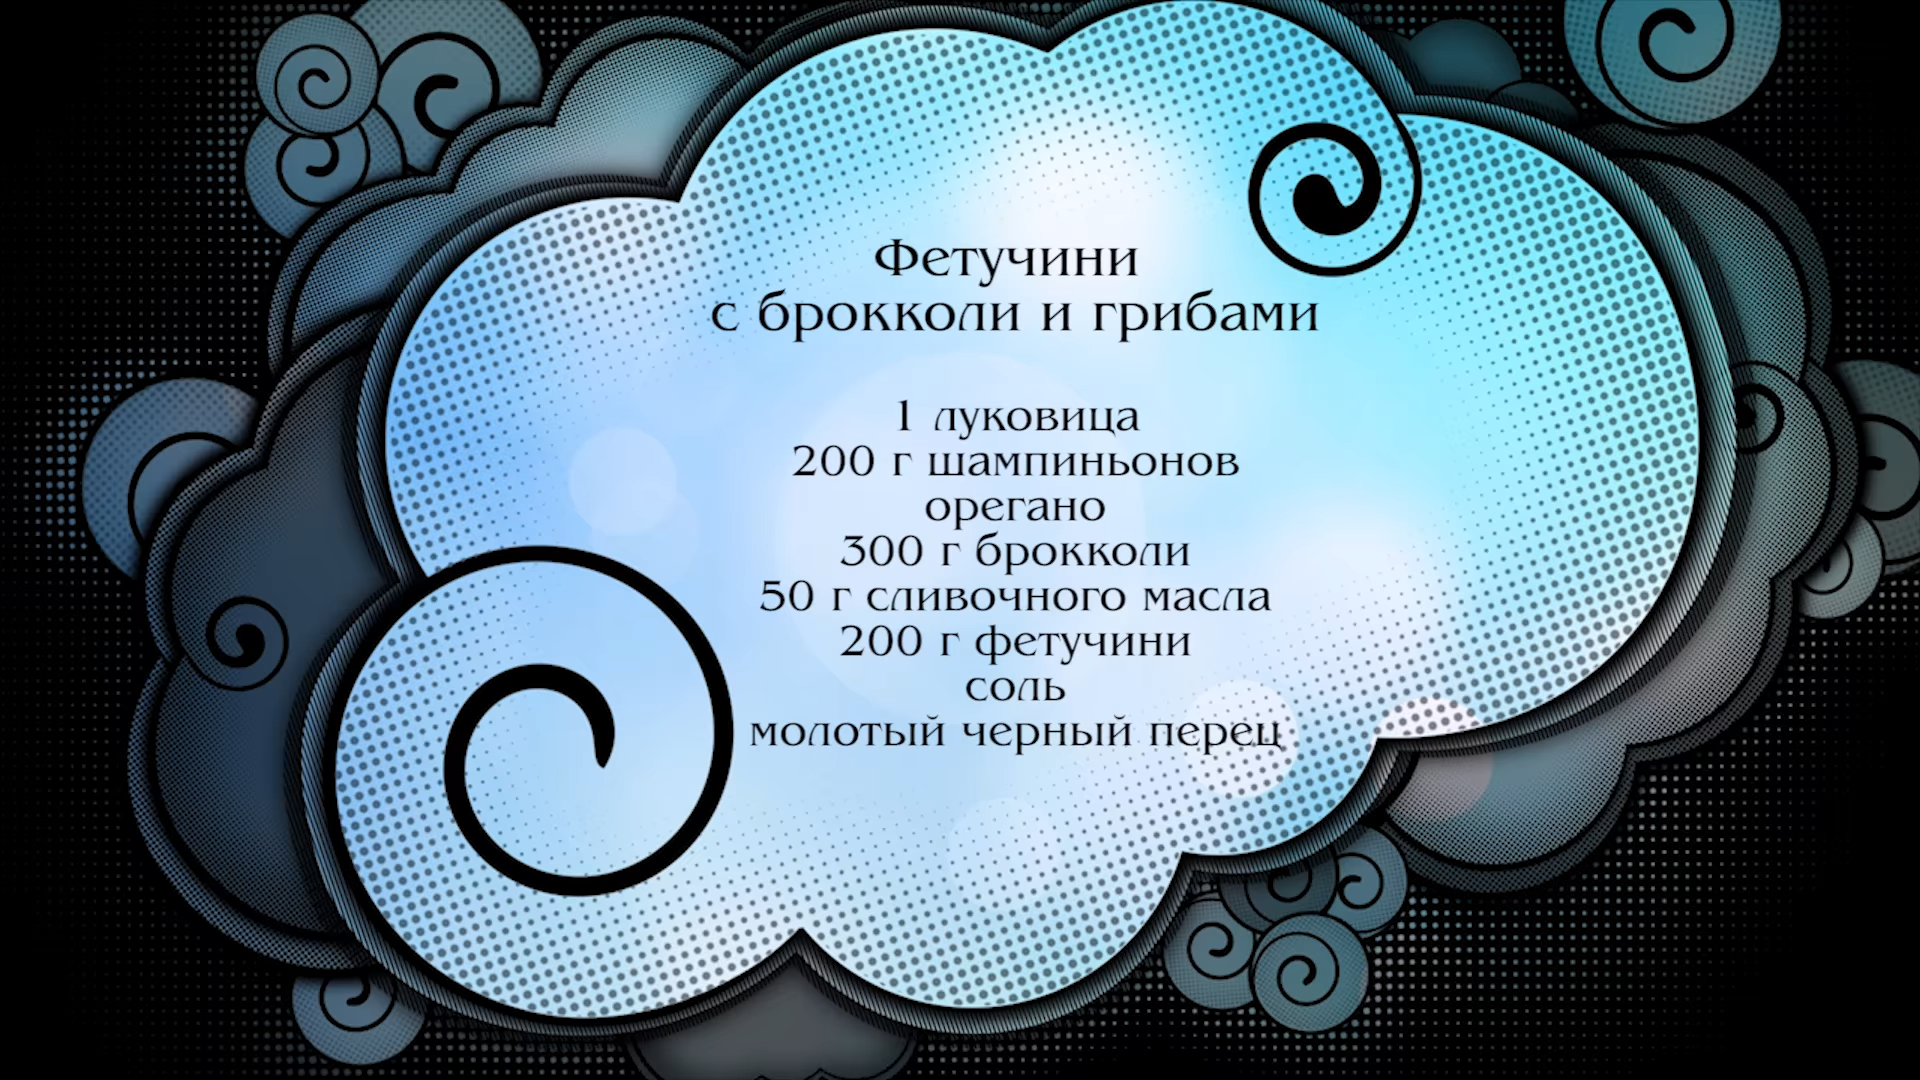 Фетучини
с брокколи и грибами
1 луковица
200 г шампиньонов
орегано
300 г брокколи
50 г сливочного масла
200 г фетучини
соль
молотый черный перец